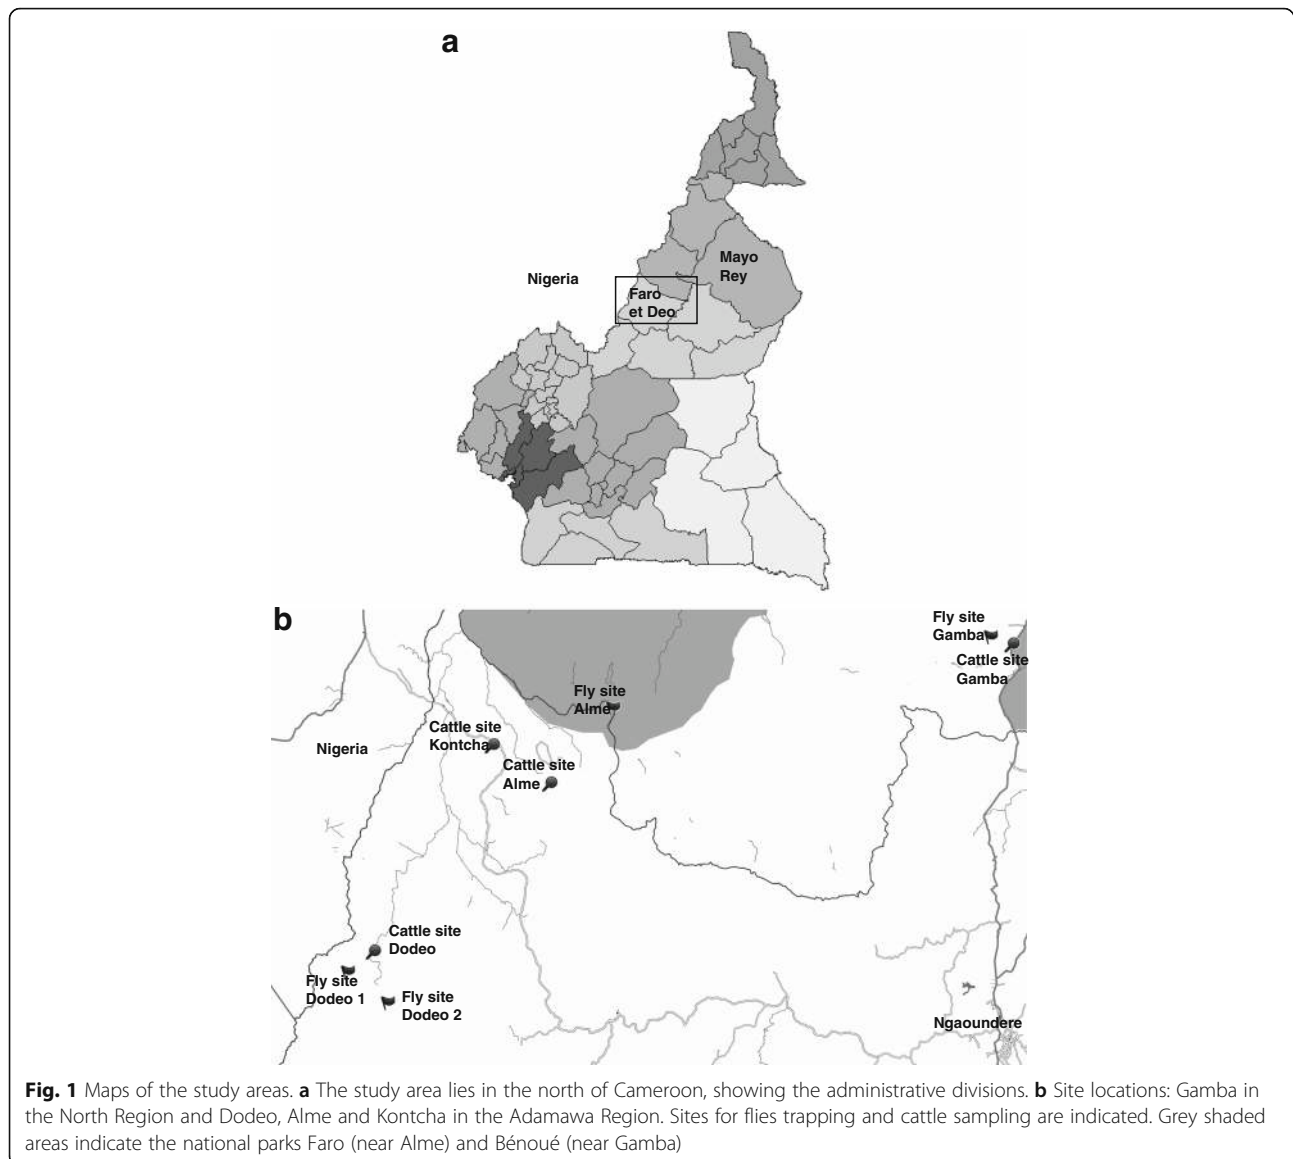 a
Nigeria
Mayo
Rey
Faro
et Deo
b
Fly site
Gamba
Cattle site
Gamba
Fly site
Alme
Cattle site
Kontcha
Nigeria
Cattle site
Alme
Cattle site
Dodeo
Fly site
Dodeo 1
Fly site
Dodeo 2
Ngaoundere
Fig. 1 Maps of the study areas. a The study area lies in the north of Cameroon, showing the administrative divisions. b Site locations: Gamba in
the North Region and Dodeo, Alme and Kontcha in the Adamawa Region. Sites for flies trapping and cattle sampling are indicated. Grey shaded
areas indicate the national parks Faro (near Alme) and Bénoué (near Gamba)